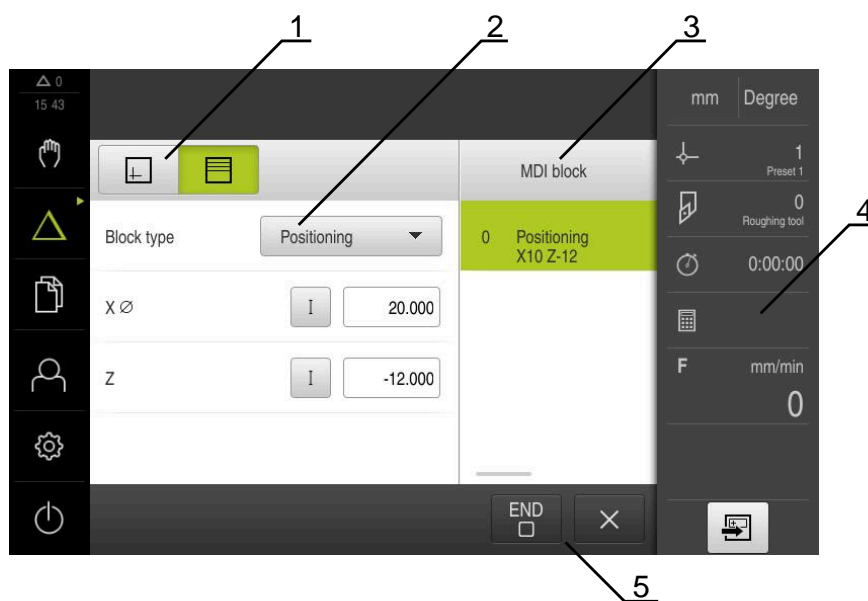 1 2 3
0
15 43
mm Degree
1
Preset 1
MDI block
0
Roughing tool
4
Block type Positioning
0 Positioning
X10 Z-12
0:00:00
X Ø I 20.000
F mm/min
0
Z I -12.000
END
5